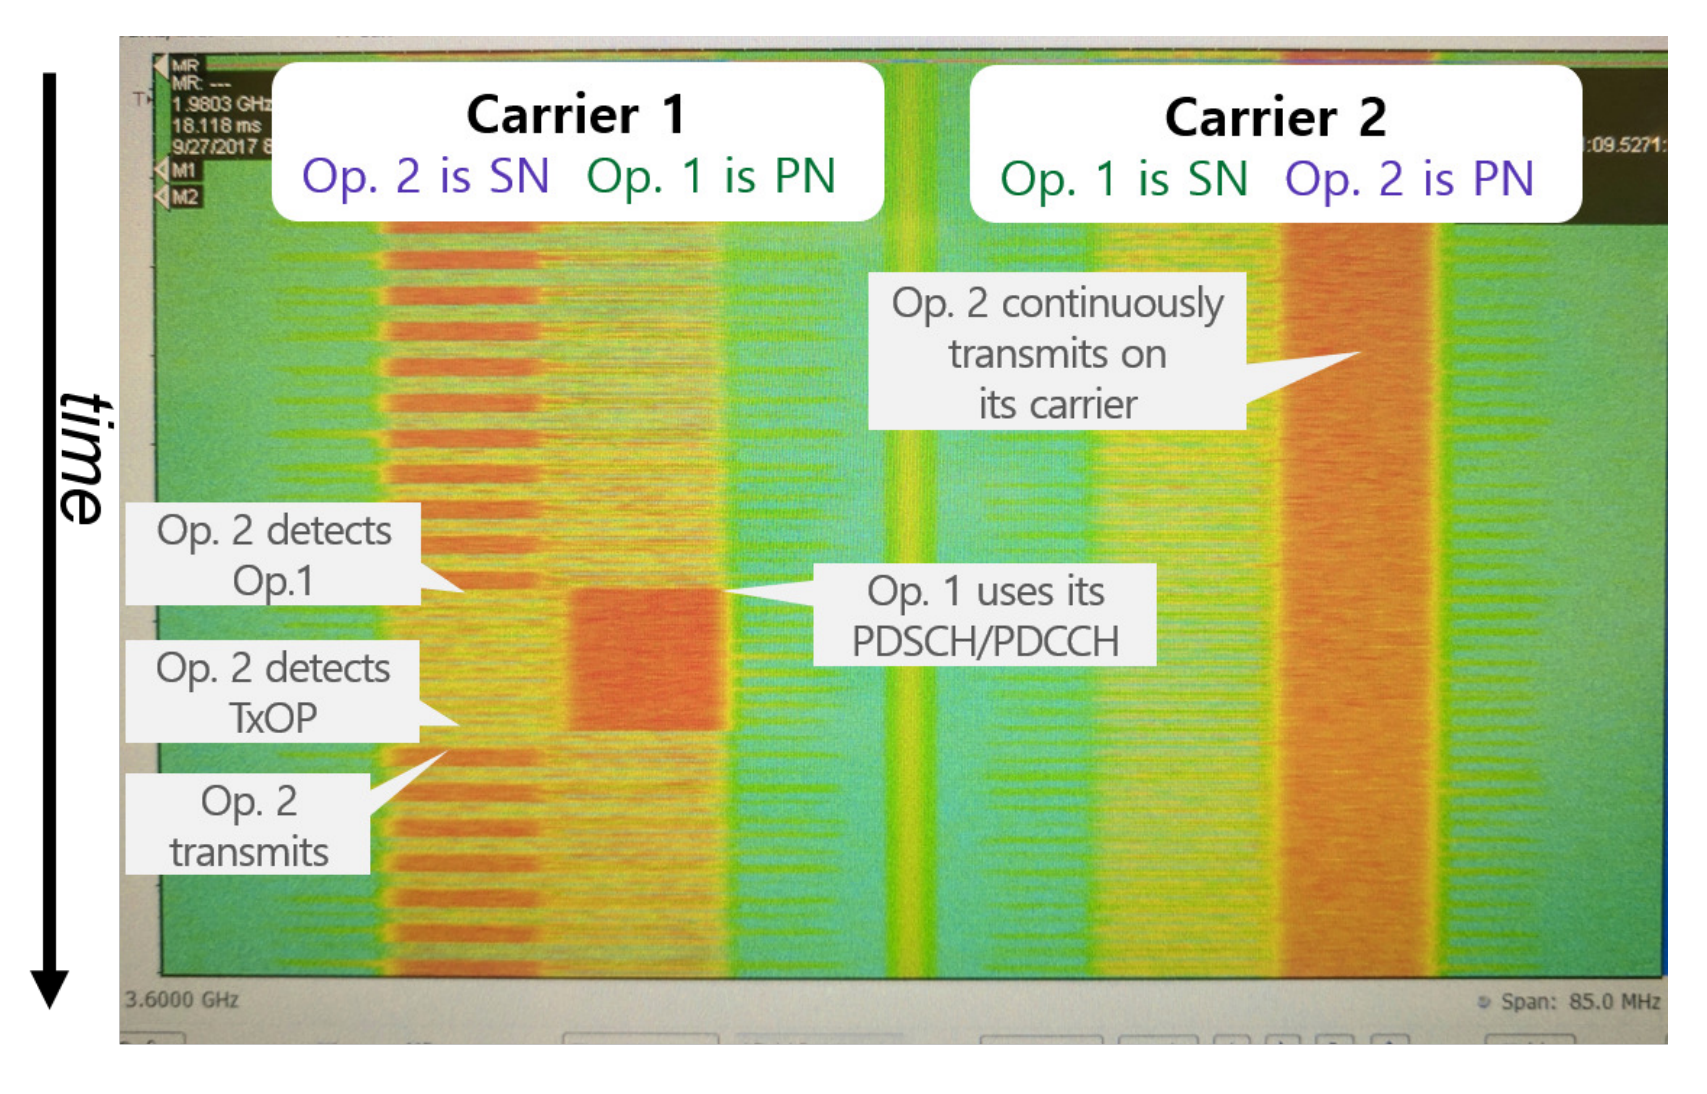 MR
MR: ---
1.9803 GHz
18.118 ms
9/27/2017 8
M1
M2
Carrier 1
Op. 2 is SN Op. 1 is PN
Carrier 2
Op. 1 is SN Op. 2 is PN
:09.5271:
time
Op. 2 continuously
transmits on
its carrier
Op. 2 detects
Op.1
Op. 1 uses its
PDSCH/PDCCH
Op. 2 detects
TxOP
Op. 2
transmits
3.6000 GHz
Span: 85.0 MHz